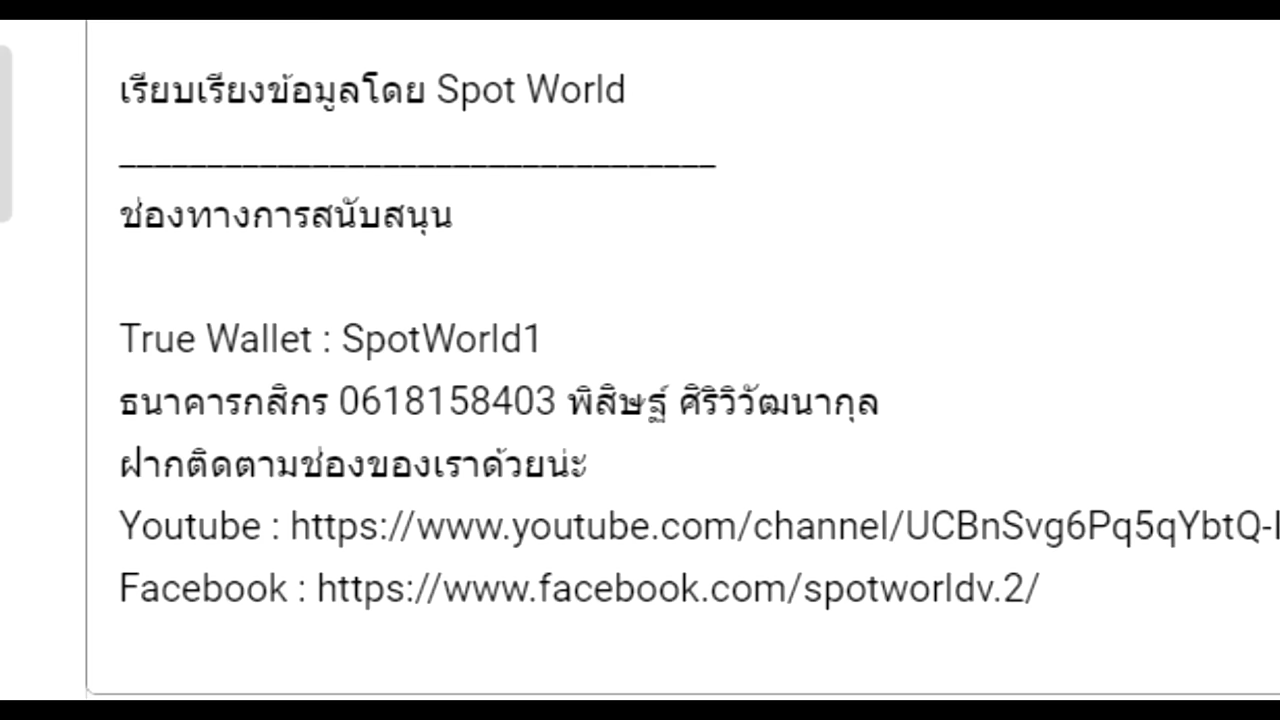 เรียบเรียงข้อมูลโดย Spot World
__________________________________
ช่องทางการสนับสนุน
True Wallet : SpotWorld1
ธนาคารกสิกร 0618158403 พิสิษฐ์ ศิริวิวัฒนากุล
ฝากติดตามช่องของเราด้วยน่ะ
Youtube : https://www.youtube.com/channel/UCBnSvg6Pq5qYbtQ-
Facebook : https://www.facebook.com/spotworldv.2/